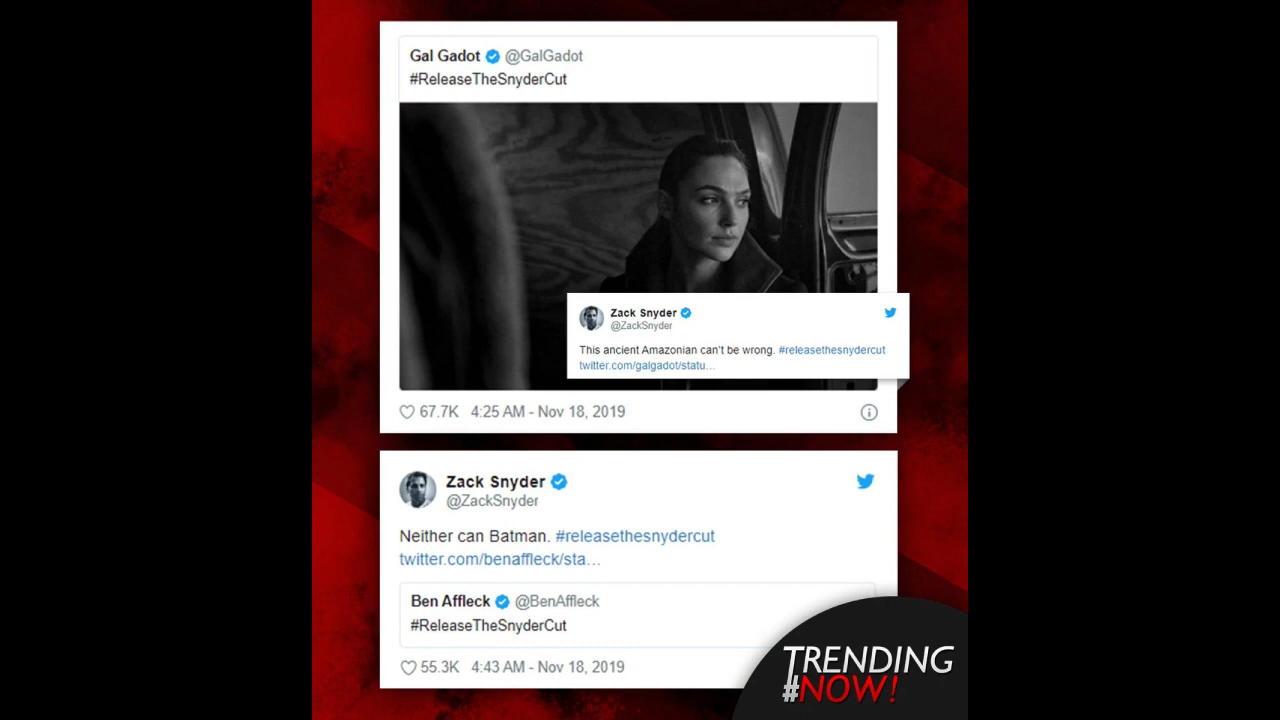 Gal Gadot @GalGadot
#ReleaseTheSnyderCut
Zack Snyder
@ZackSnyder
This ancient Amazonian can't be wrong. #releasethesnydercut
twitter.com/galgadot/statu…
67.7K 4:25 AM - Nov 18, 2019
Zack Snyder
@ZackSnyder
Neither can Batman. #releasethesnydercut
twitter.com/benaffleck/sta…
Ben Affleck @BenAffleck
#ReleaseTheSnyderCut
55.3K 4:43 AM - Nov 18, 2019
TRENDING
#NOW!